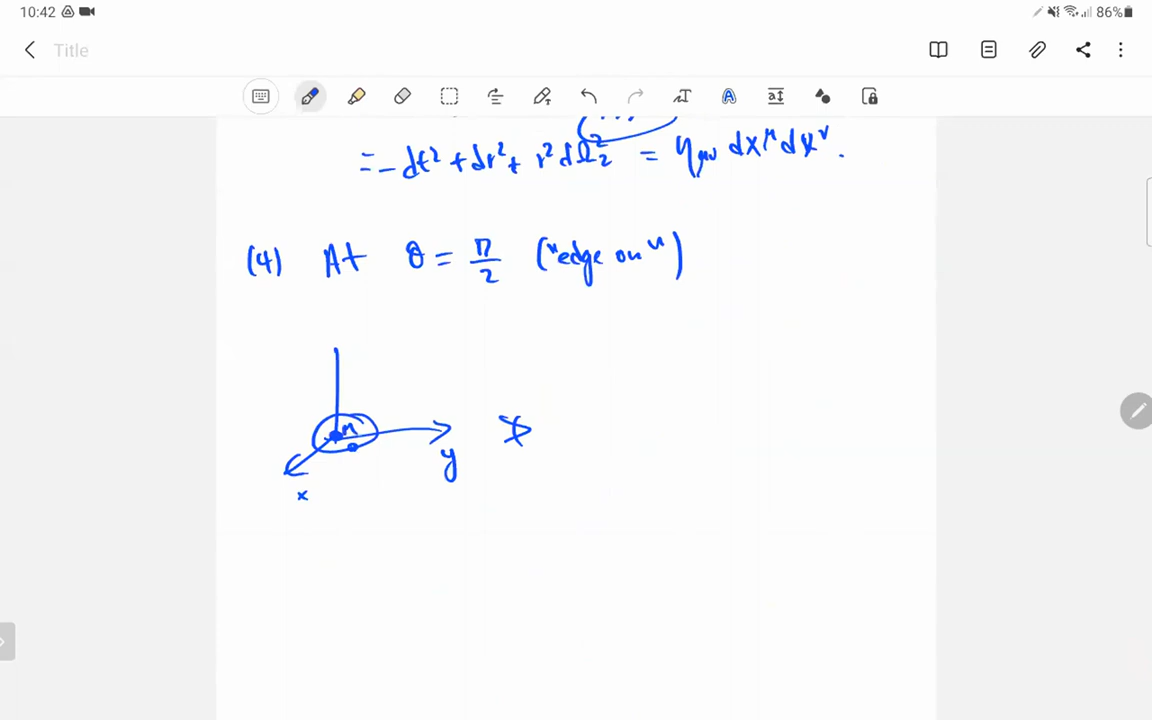 10:42 86%
Title
= - dt² + dr² + r² dΩ₂² = η_μν dx^μ dx^ν .
(4) At θ = π/2 ("edge on")
M
y
x